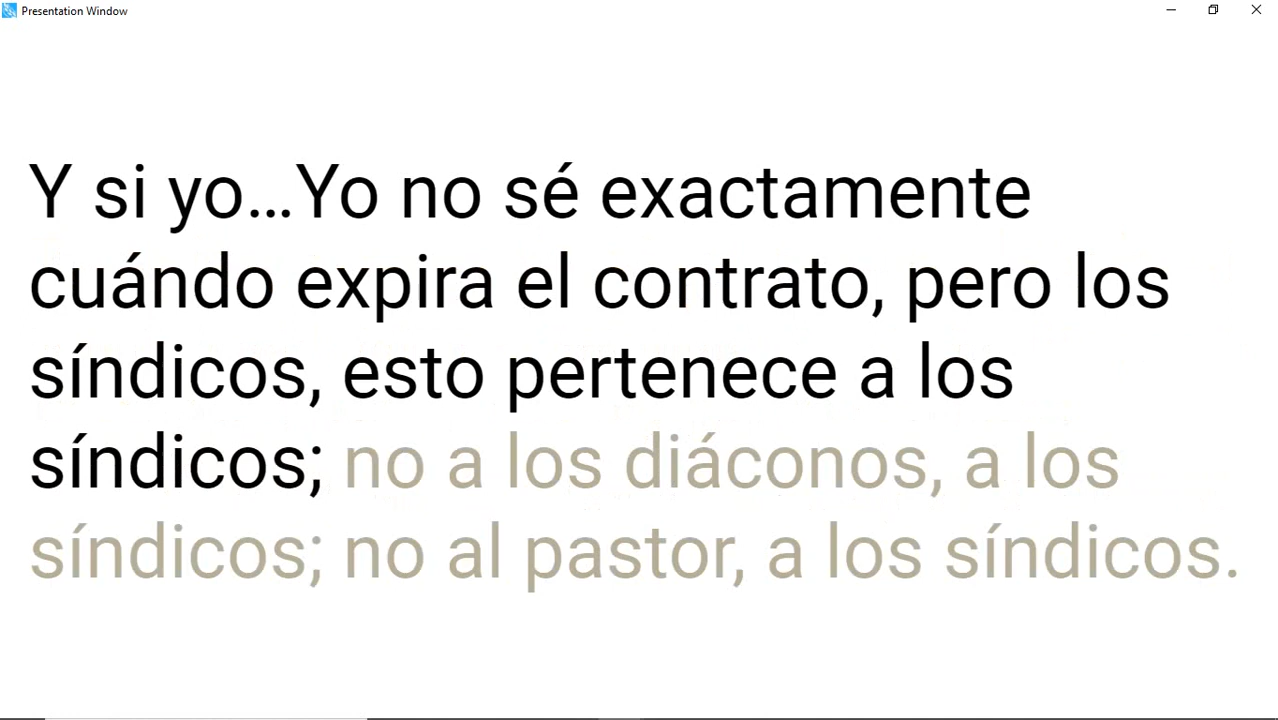 Presentation Window
Y si yo...Yo no sé exactamente
cuándo expira el contrato, pero los
síndicos, esto pertenece a los
síndicos; no a los diáconos, a los
síndicos; no al pastor, a los síndicos.